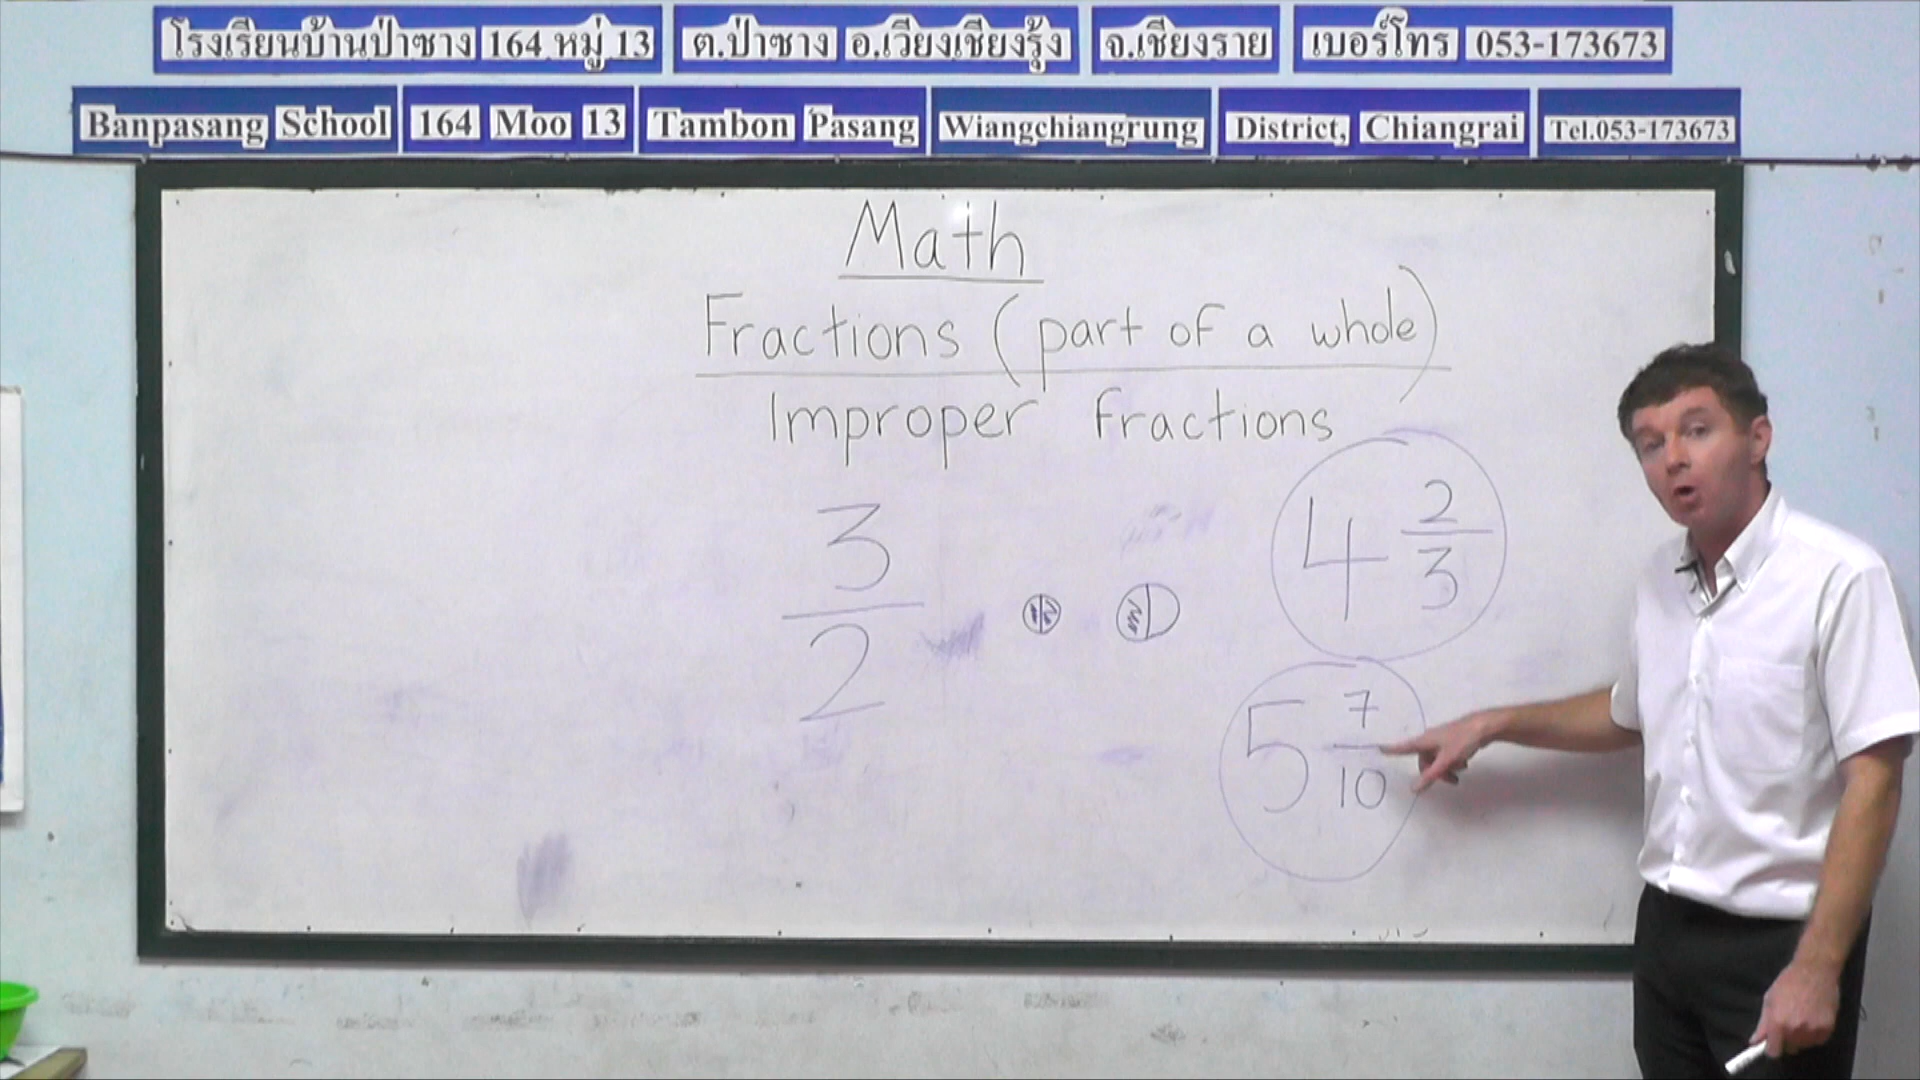 โรงเรียนบ้านป่าซาง 164 หมู่ 13 ต.ป่าซาง อ.เวียงเชียงรุ้ง จ.เชียงราย เบอร์โทร 053-173673
Banpasang School 164 Moo 13 Tambon Pasang Wiangchiangrung District, Chiangrai Tel.053-173673
Math
Fractions (part of a whole)
Improper fractions
3
2
4 2
3
5 7
10